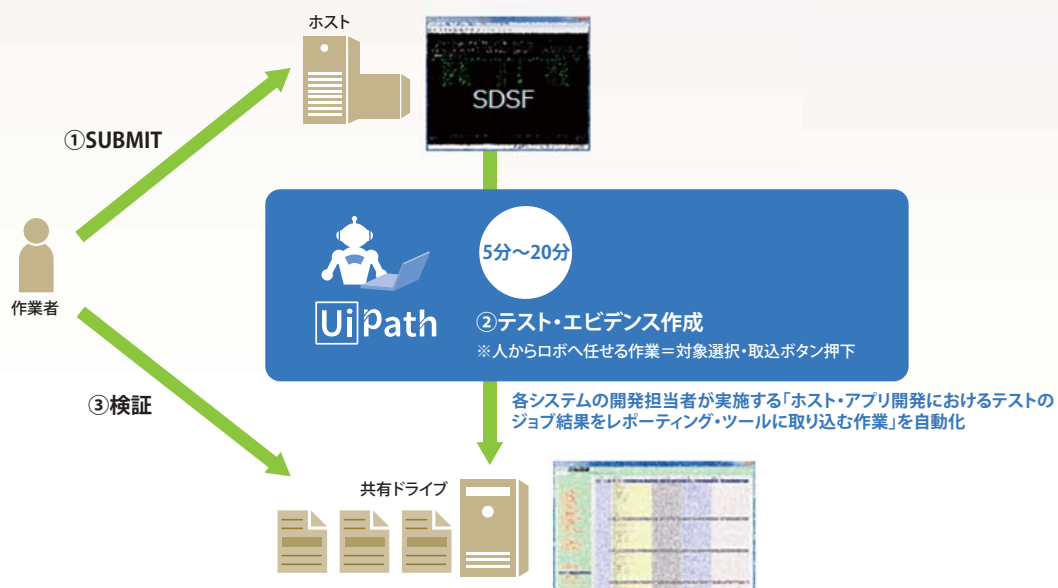 ホスト
SDSF
①SUBMIT
作業者
5分～20分
UiPath
②テスト・エビデンス作成
※人からロボへ任せる作業＝対象選択・取込ボタン押下
③検証
各システムの開発担当者が実施する「ホスト・アプリ開発におけるテストの
ジョブ結果をレポーティング・ツールに取り込む作業」を自動化
共有ドライブ